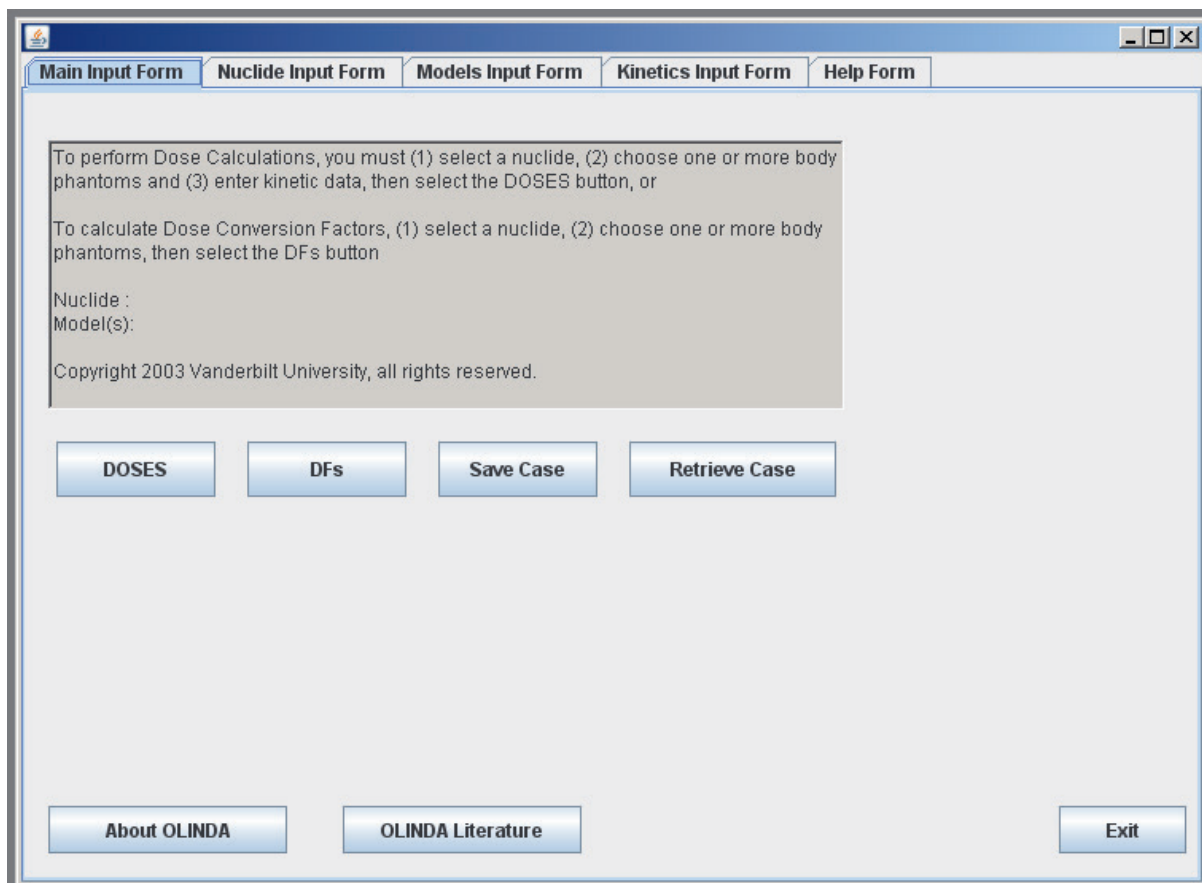 Main Input Form
Nuclide Input Form
Models Input Form
Kinetics Input Form
Help Form
To perform Dose Calculations, you must (1) select a nuclide, (2) choose one or more body
phantoms and (3) enter kinetic data, then select the DOSES button, or
To calculate Dose Conversion Factors, (1) select a nuclide, (2) choose one or more body
phantoms, then select the DFs button
Nuclide :
Model(s):
Copyright 2003 Vanderbilt University, all rights reserved.
DOSES
DFs
Save Case
Retrieve Case
About OLINDA
OLINDA Literature
Exit